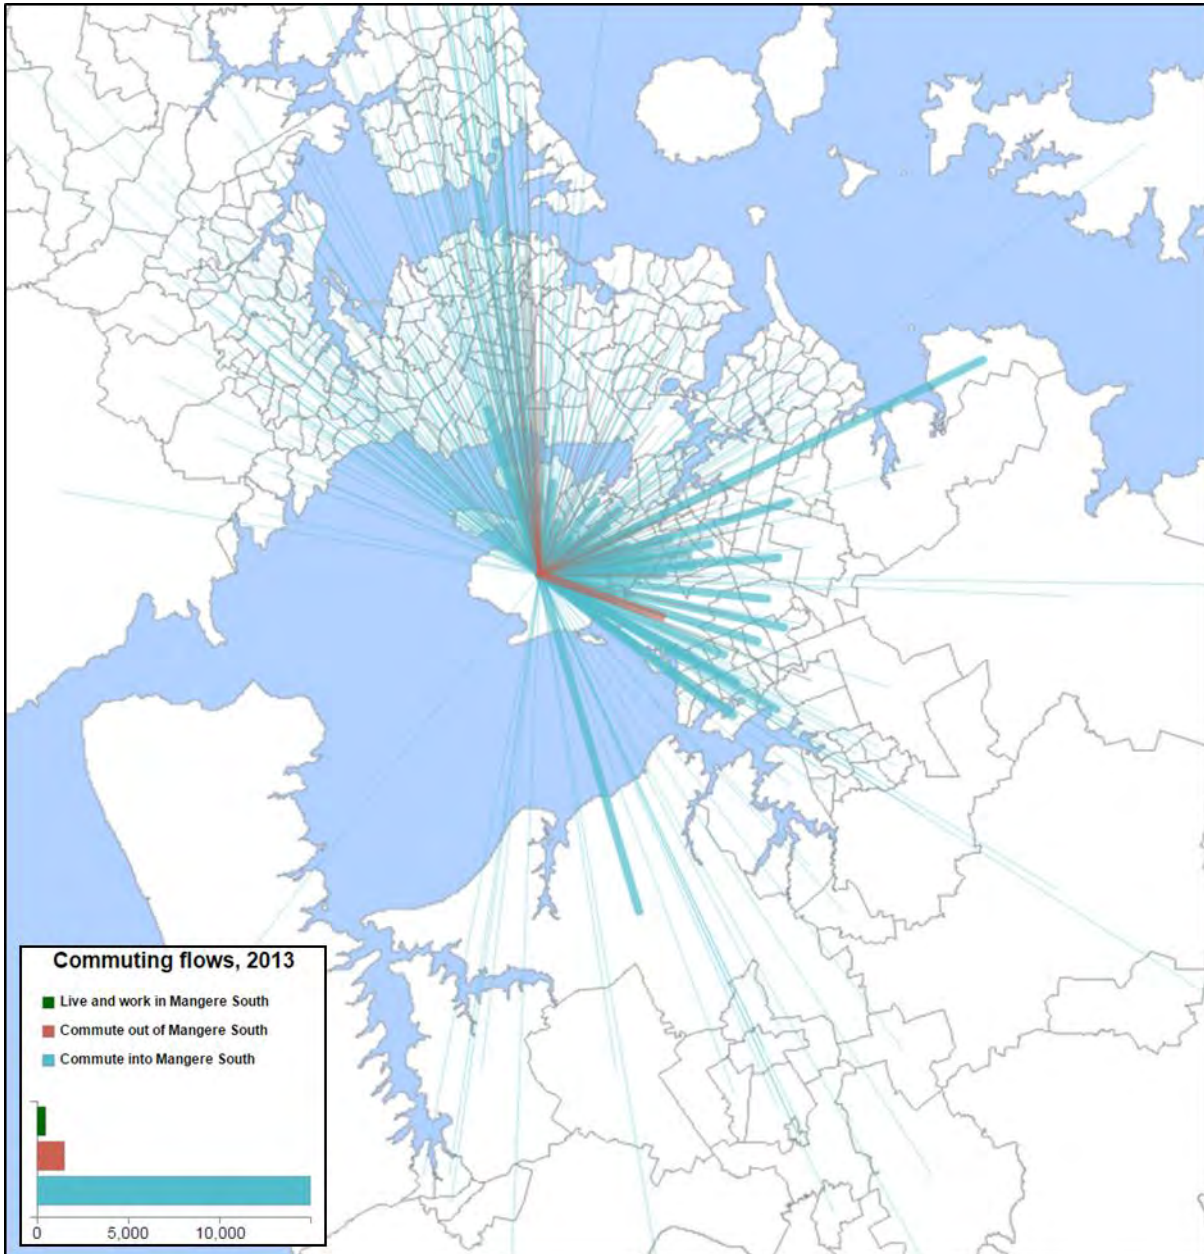 Commuting flows, 2013
Live and work in Mangere South
Commute out of Mangere South
Commute into Mangere South
0 5,000 10,000